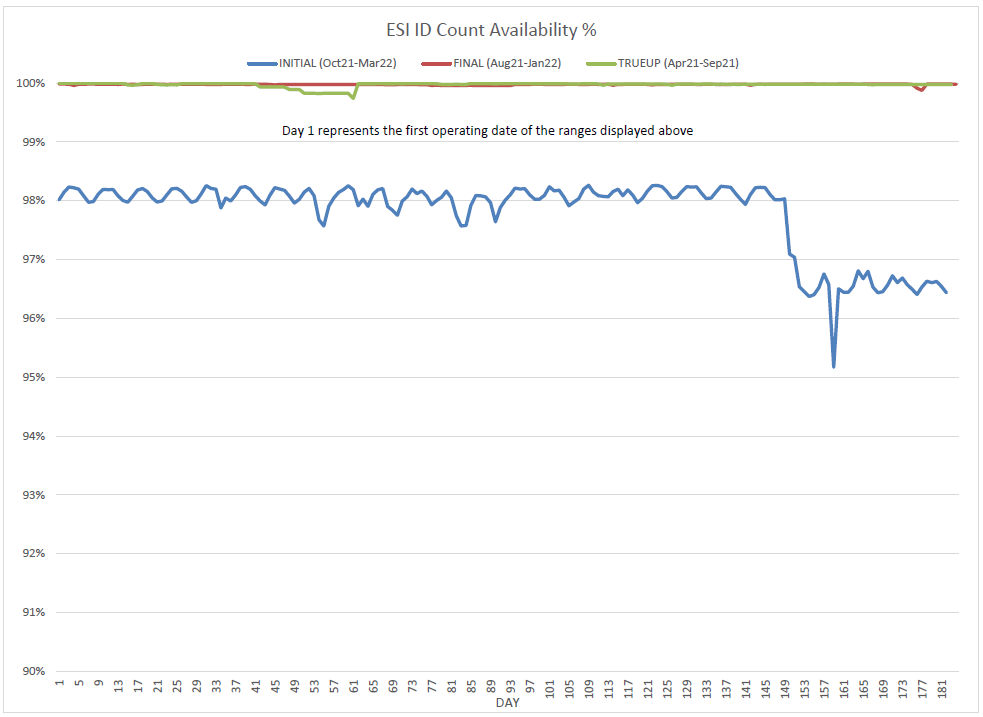 ESI ID Count Availability %
INITIAL (Oct21-Mar22) FINAL (Aug21-Jan22) TRUEUP (Apr21-Sep21)
100%
Day 1 represents the first operating date of the ranges displayed above
99%
98%
97%
96%
95%
94%
93%
92%
91%
90%
1 5 9 13 17 21 25 29 33 37 41 45 49 53 57 61 65 69 73 77 81 85 89 93 97 101 105 109 113 117 121 125 129 133 137 141 145 149 153 157 161 165 169 173 177 181
DAY